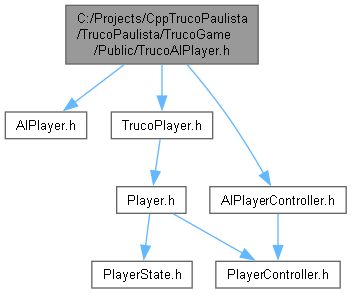 C:/Projects/CppTrucoPaulista
/TrucoPaulista/TrucoGame
/Public/TrucoAIPlayer.h
AIPlayer.h
TrucoPlayer.h
Player.h
AIPlayerController.h
PlayerState.h
PlayerController.h